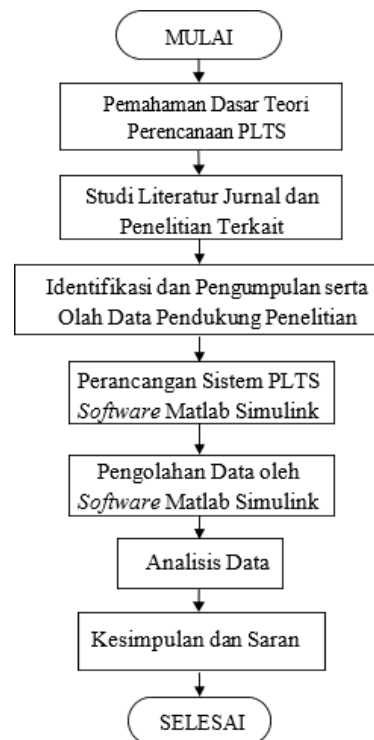 MULAI
Pemahaman Dasar Teori
Perencanaan PLTS
Studi Literatur Jurnal dan
Penelitian Terkait
Identifikasi dan Pengumpulan serta
Olah Data Pendukung Penelitian
Perancangan Sistem PLTS
Software Matlab Simulink
Pengolahan Data oleh
Software Matlab Simulink
Analisis Data
Kesimpulan dan Saran
SELESAI